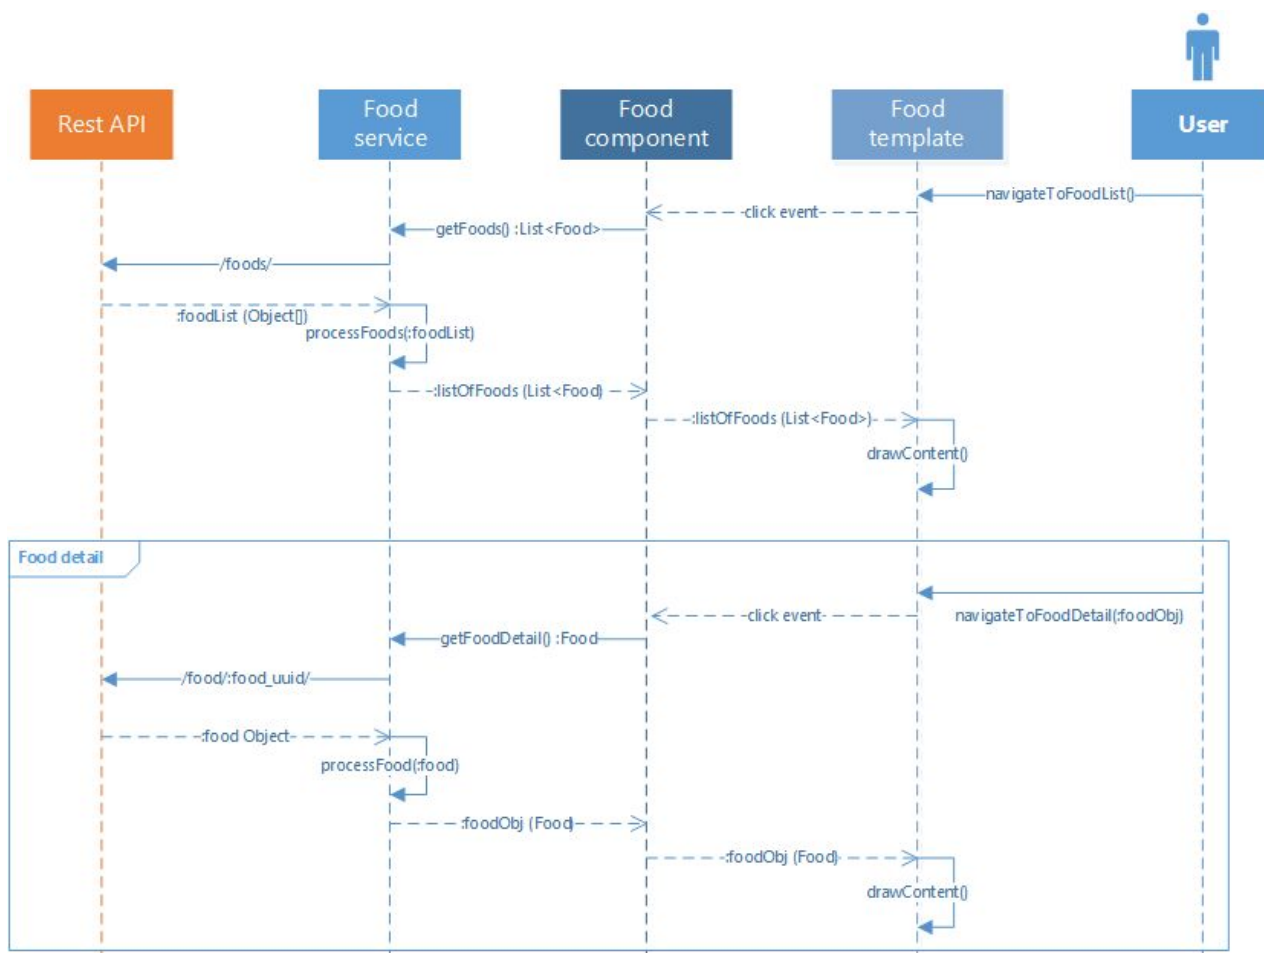 Rest API
Food
service
Food
component
Food
template
User
navigateToFoodList()
click event
getFoods() :List<Food>
/foods/
:foodList (Object[])
processFoods(:foodList)
:listOfFoods (List<Food)
:listOfFoods (List<Food>)
drawContent()
Food detail
navigateToFoodDetail(:foodObj)
click event
getFoodDetail() :Food
/food/:food_uuid/
:food Object
processFood(:food)
:foodObj (Food)
:foodObj (Food)
drawContent()